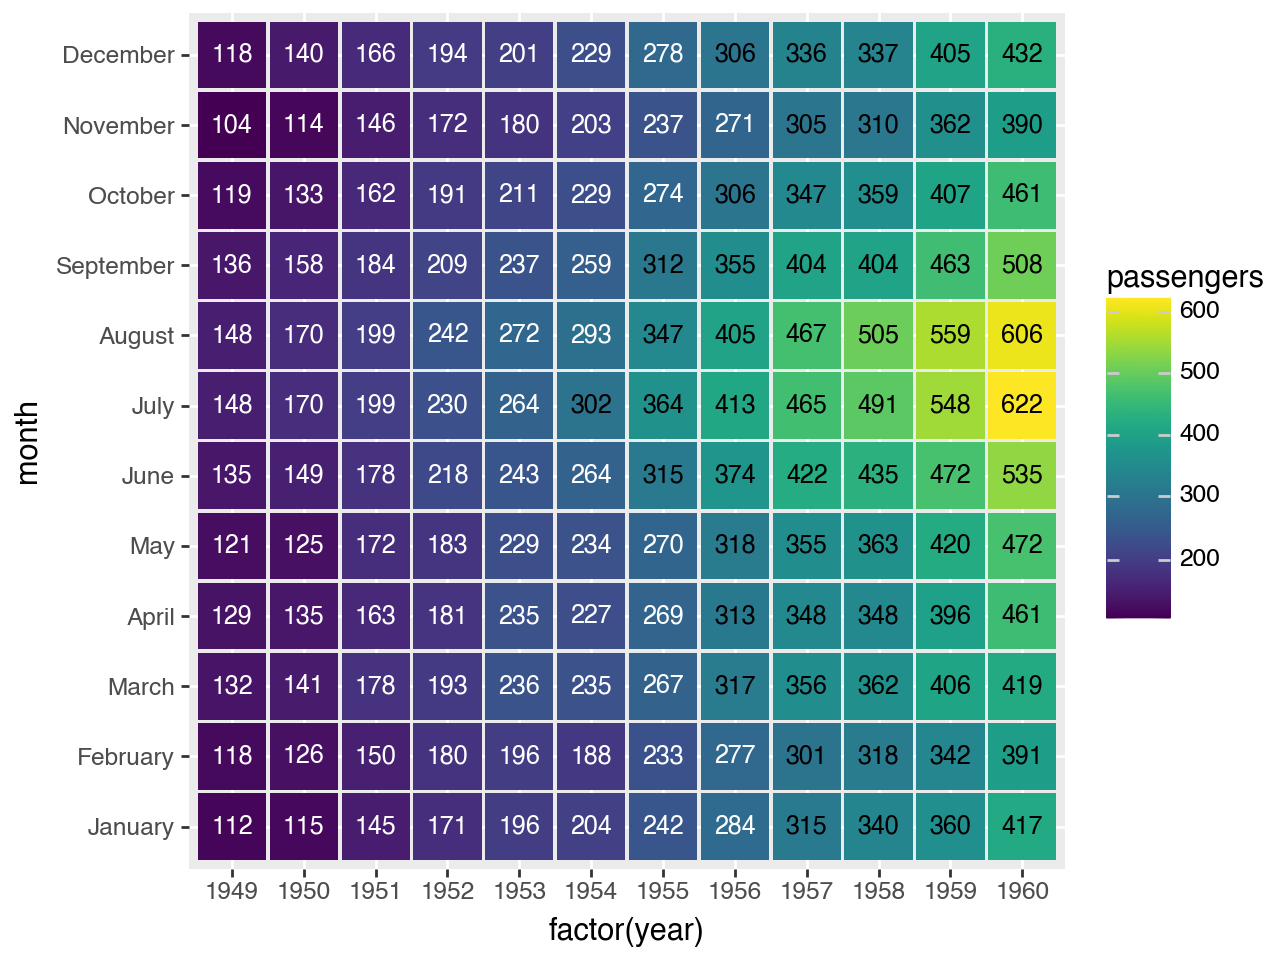 December 118 140 166 194 201 229 278 306 336 337 405 432
November 104 114 146 172 180 203 237 271 305 310 362 390
October 119 133 162 191 211 229 274 306 347 359 407 461
September 136 158 184 209 237 259 312 355 404 404 463 508
August 148 170 199 242 272 293 347 405 467 505 559 606
July 148 170 199 230 264 302 364 413 465 491 548 622
June 135 149 178 218 243 264 315 374 422 435 472 535
May 121 125 172 183 229 234 270 318 355 363 420 472
April 129 135 163 181 235 227 269 313 348 348 396 461
March 132 141 178 193 236 235 267 317 356 362 406 419
February 118 126 150 180 196 188 233 277 301 318 342 391
January 112 115 145 171 196 204 242 284 315 340 360 417
1949 1950 1951 1952 1953 1954 1955 1956 1957 1958 1959 1960
factor(year)
month
passengers
600
500
400
300
200